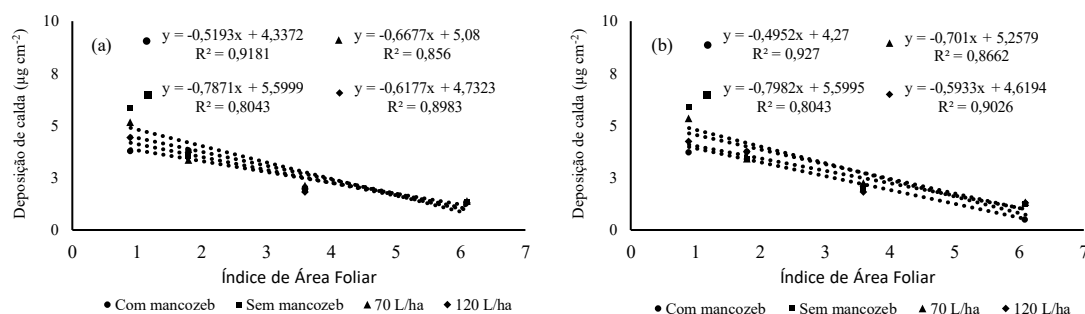 (a)
y = -0,5193x + 4,3372
R² = 0,9181
y = -0,6677x + 5,08
R² = 0,856
y = -0,7871x + 5,5999
R² = 0,8043
y = -0,6177x + 4,7323
R² = 0,8983
Deposição de calda (µg cm⁻²)
10
8
5
3
0
0 1 2 3 4 5 6 7
Índice de Área Foliar
Com mancozeb Sem mancozeb 70 L/ha 120 L/ha
(b)
y = -0,4952x + 4,27
R² = 0,927
y = -0,701x + 5,2579
R² = 0,8662
y = -0,7982x + 5,5995
R² = 0,8043
y = -0,5933x + 4,6194
R² = 0,9026
Deposição de calda (µg cm⁻²)
10
8
5
3
0
0 1 2 3 4 5 6 7
Índice de Área Foliar
Com mancozeb Sem mancozeb 70 L/ha 120 L/ha